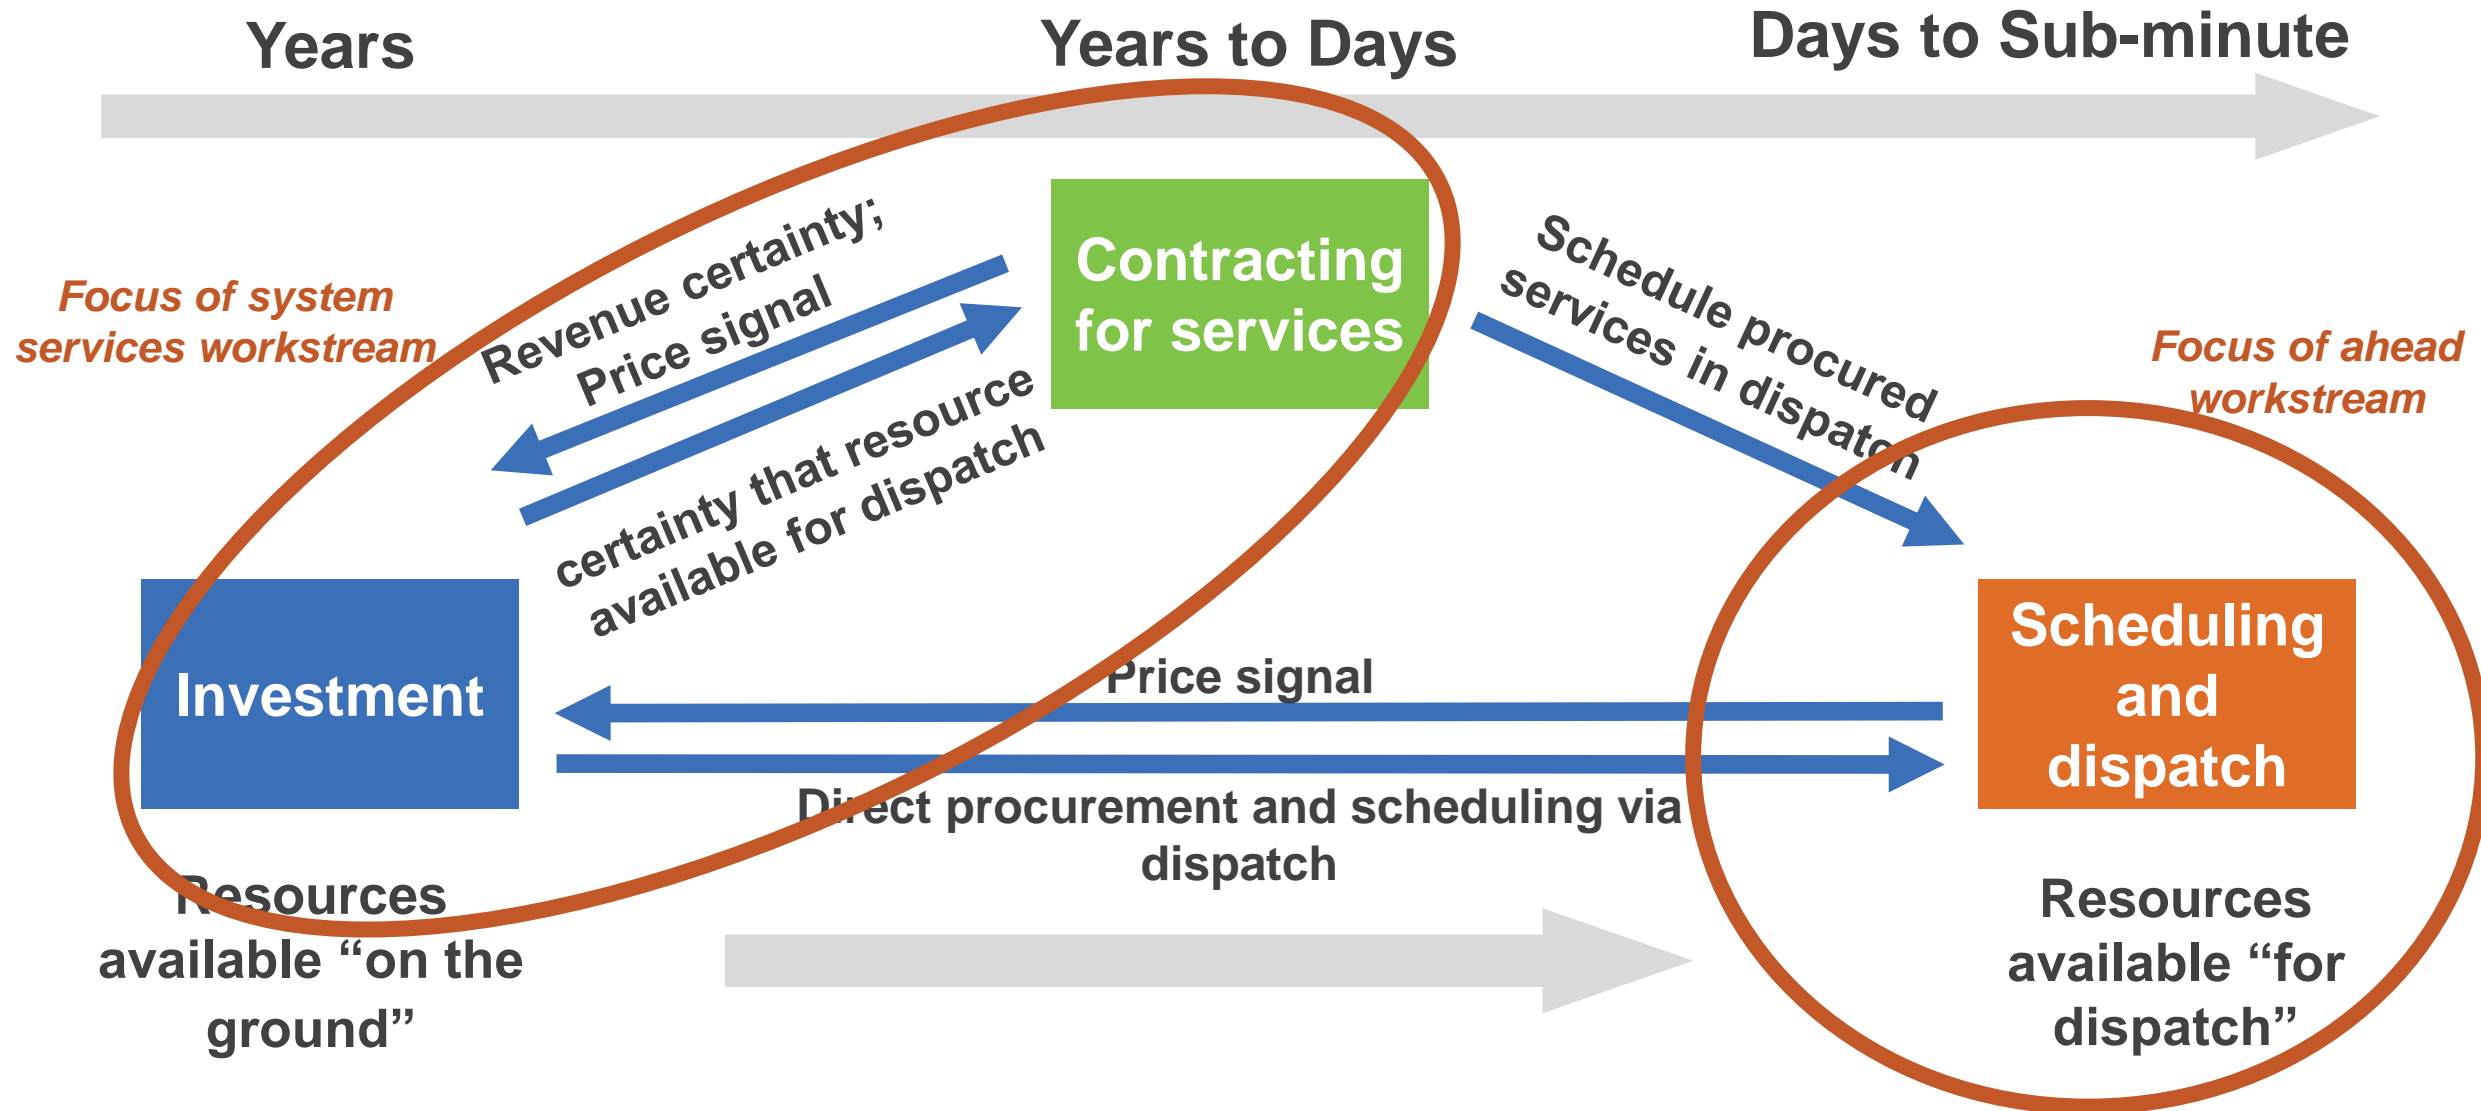 Years
Years to Days
Days to Sub-minute
Focus of system
services workstream
Revenue certainty;
Price signal
certainty that resource
available for dispatch
Contracting
for services
Schedule procured
services in dispatch
Focus of ahead
workstream
Investment
Price signal
Direct procurement and scheduling via
dispatch
Scheduling
and
dispatch
Resources
available “on the
ground”
Resources
available “for
dispatch”